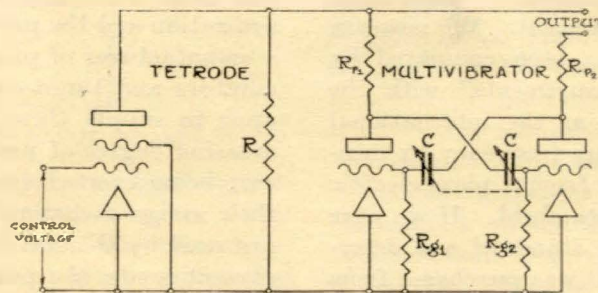 OUTPUT
Rp1
Rp2
TETRODE
MULTIVIBRATOR
R
C
C
CONTROL
VOLTAGE
Rg1
Rg2